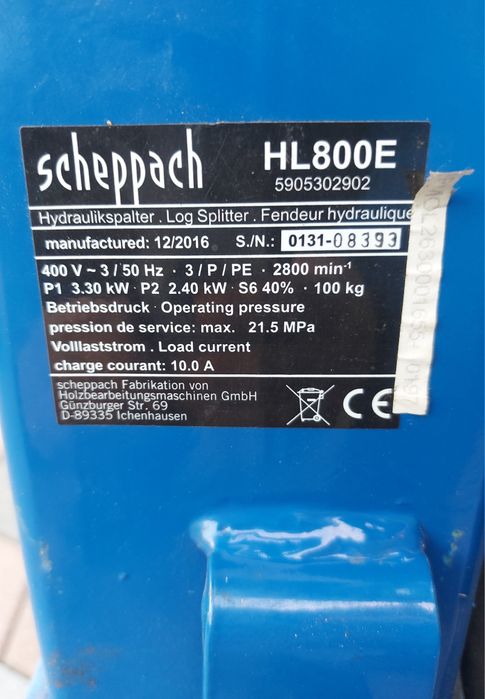 scheppach HL800E
5905302902
Hydraulikspalter . Log Splitter . Fendeur hydraulique
manufactured: 12/2016 S./N.: 0131-08393
400 V ~ 3 / 50 Hz · 3 / P / PE · 2800 min-1
P1 3.30 kW · P2 2.40 kW · S6 40% · 100 kg
Betriebsdruck · Operating pressure
pression de service: max. 21.5 MPa
Volllaststrom . Load current
charge courant: 10.0 A
scheppach Fabrikation von
Holzbearbeitungsmaschinen GmbH
Günzburger Str. 69
D-89335 Ichenhausen
CE